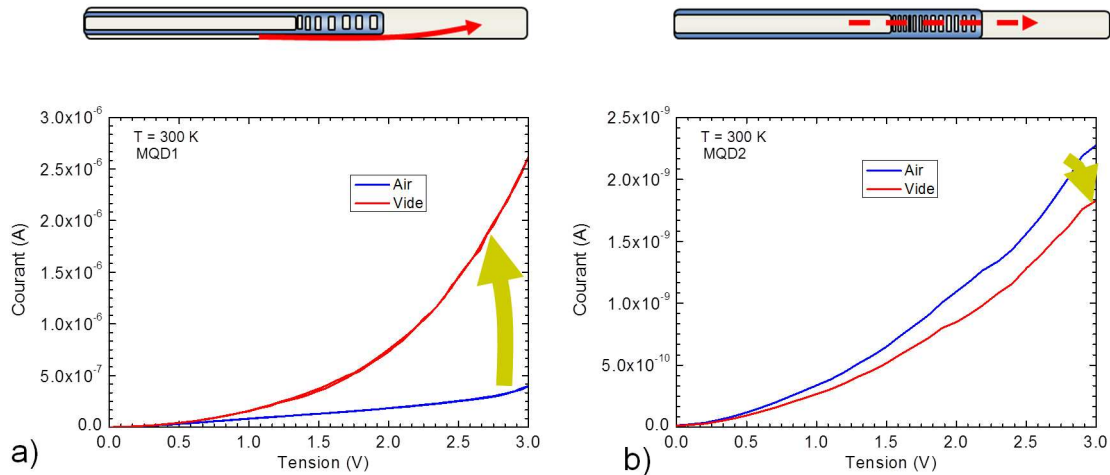 3.0x10⁻⁶
T = 300 K
MQD1
2.5x10⁻⁶
Air
Vide
2.0x10⁻⁶
1.5x10⁻⁶
1.0x10⁻⁶
5.0x10⁻⁷
0.0
Courant (A)
0.0 0.5 1.0 1.5 2.0 2.5 3.0
Tension (V)
a)
2.5x10⁻⁹
T = 300 K
MQD2
2.0x10⁻⁹
Air
Vide
1.5x10⁻⁹
1.0x10⁻⁹
5.0x10⁻¹⁰
0.0
Courant (A)
0.0 0.5 1.0 1.5 2.0 2.5 3.0
Tension (V)
b)